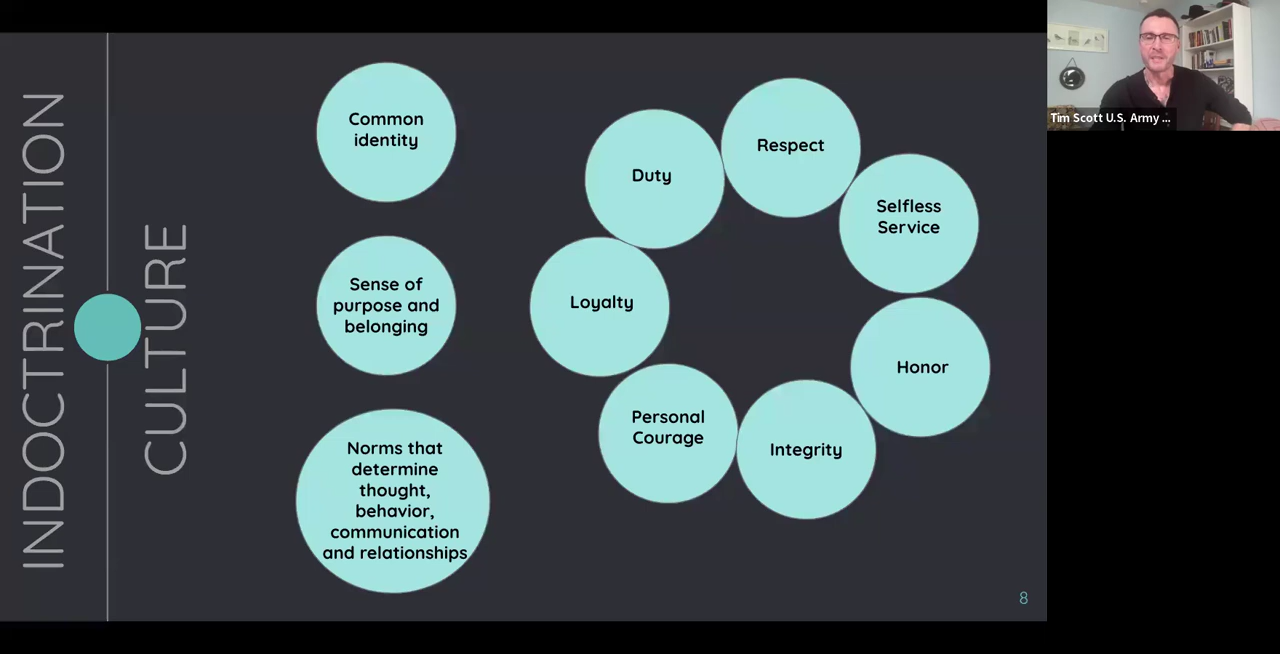 INDOCTRINATION
CULTURE
Common
identity
Sense of
purpose and
belonging
Norms that
determine
thought,
behavior,
communication
and relationships
Duty
Respect
Selfless
Service
Loyalty
Honor
Personal
Courage
Integrity
8
Tim Scott U.S. Army ...